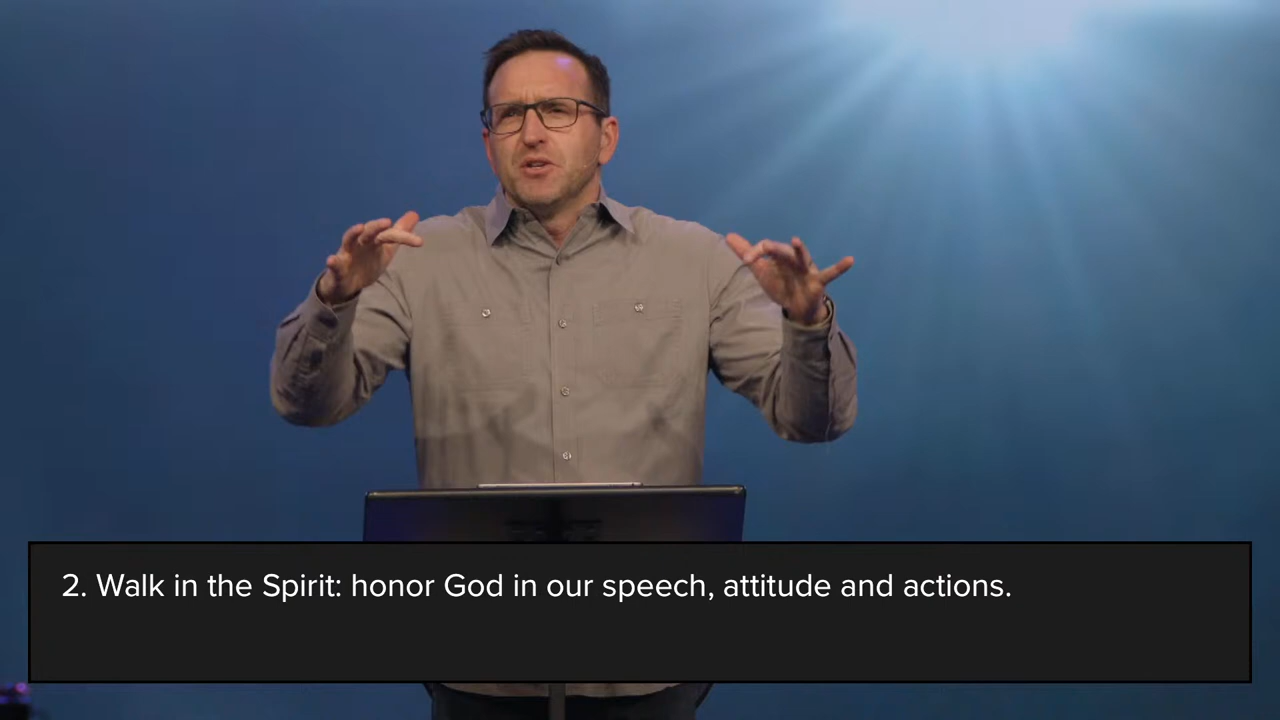 2. Walk in the Spirit: honor God in our speech, attitude and actions.